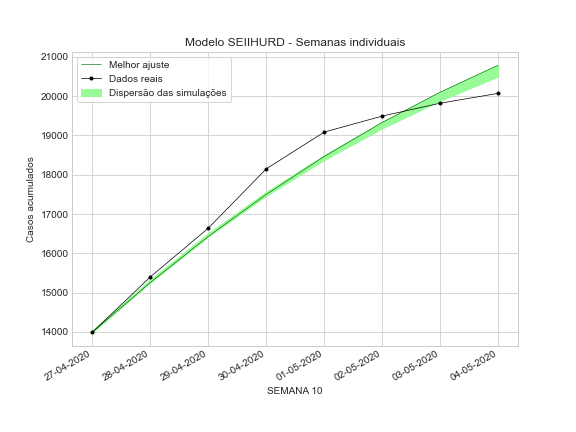 Modelo SEIIHURD - Semanas individuais
Melhor ajuste
Dados reais
Dispersão das simulações
Casos acumulados
21000
20000
19000
18000
17000
16000
15000
14000
27-04-2020
28-04-2020
29-04-2020
30-04-2020
01-05-2020
02-05-2020
03-05-2020
04-05-2020
SEMANA 10